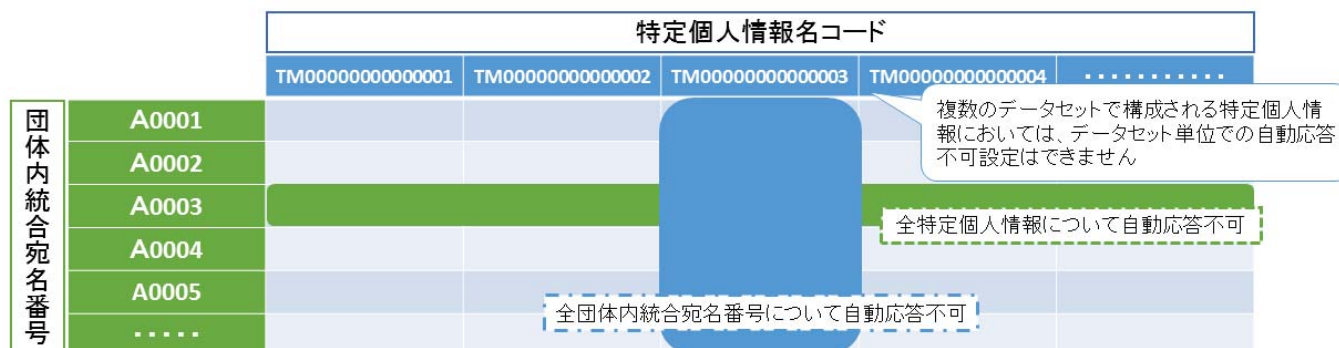 特定個人情報名コード
TM00000000000001 TM00000000000002 TM00000000000003 TM00000000000004 ・・・・・・・・・・・
複数のデータセットで構成される特定個人情
報においては、データセット単位での自動応答
不可設定はできません
団体内統合宛名番号
A0001
A0002
A0003
全特定個人情報について自動応答不可
A0004
A0005
全団体内統合宛名番号について自動応答不可
・・・・・